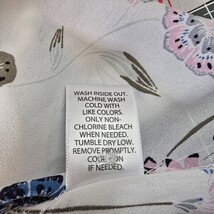 WASH INSIDE OUT.
MACHINE WASH
COLD WITH
LIKE COLORS.
ONLY NON-
CHLORINE BLEACH
WHEN NEEDED.
TUMBLE DRY LOW.
REMOVE PROMPTLY.
IF NEEDED.